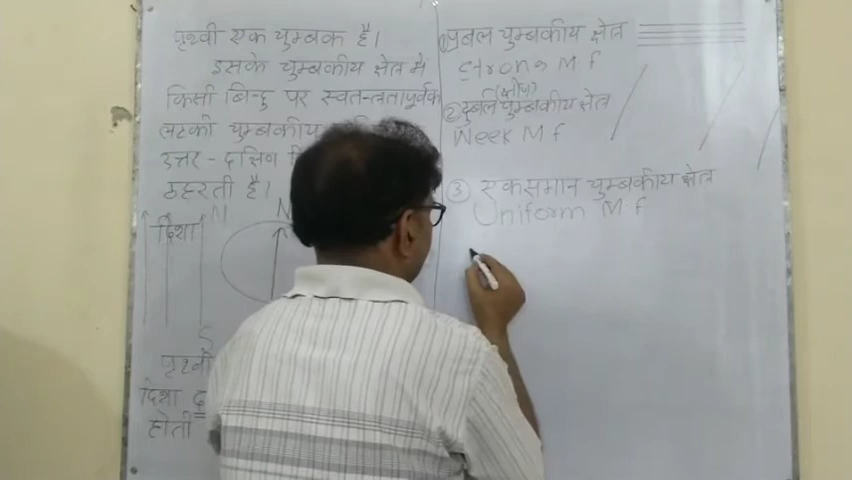 पृथ्वी एक चुम्बक है।
इसके चुम्बकीय क्षेत्र में
किसी बिन्दु पर स्वतन्त्रतापूर्वक
लटकी चुम्बकीय
उत्तर - दक्षिण
ठहरती है।
N
N
दिशा
S
पृथ्वी
दिशा द
होती
① प्रबल चुम्बकीय क्षेत्र
Strong M f
(क्षीण)
② दुर्बल चुम्बकीय क्षेत्र
Week M f
③ एकसमान चुम्बकीय क्षेत्र
Uniform M.f